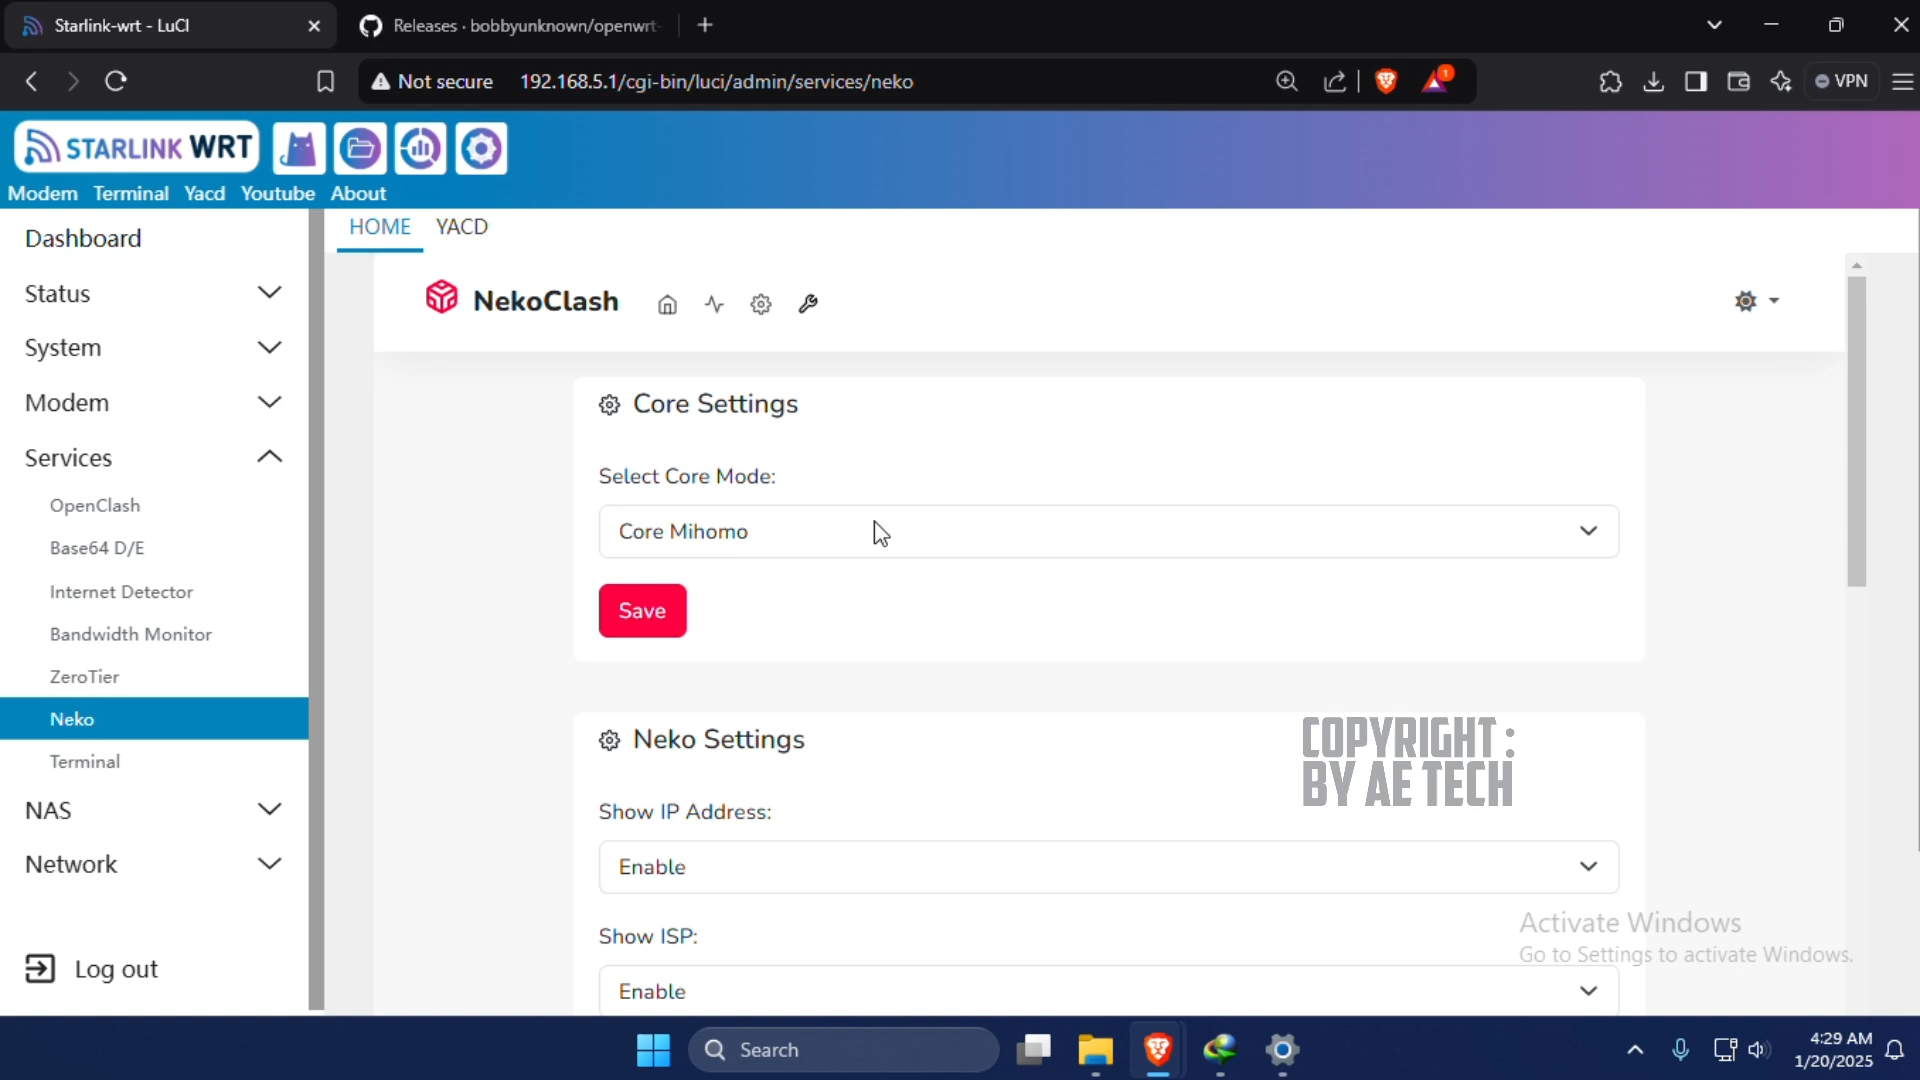 Starlink-wrt - LuCI
Releases · bobbyunknown/openwrt-
Not secure
192.168.5.1/cgi-bin/luci/admin/services/neko
1
VPN
STARLINK WRT
Modem Terminal Yacd Youtube About
HOME YACD
Dashboard
Status
System
Modem
Services
OpenClash
Base64 D/E
Internet Detector
Bandwidth Monitor
ZeroTier
Neko
Terminal
NAS
Network
Log out
NekoClash
Core Settings
Select Core Mode:
Core Mihomo
Save
Neko Settings
Show IP Address:
Enable
Show ISP:
Enable
COPYRIGHT :
BY AE TECH
Activate Windows
Go to Settings to activate Windows.
Search
4:29 AM
1/20/2025